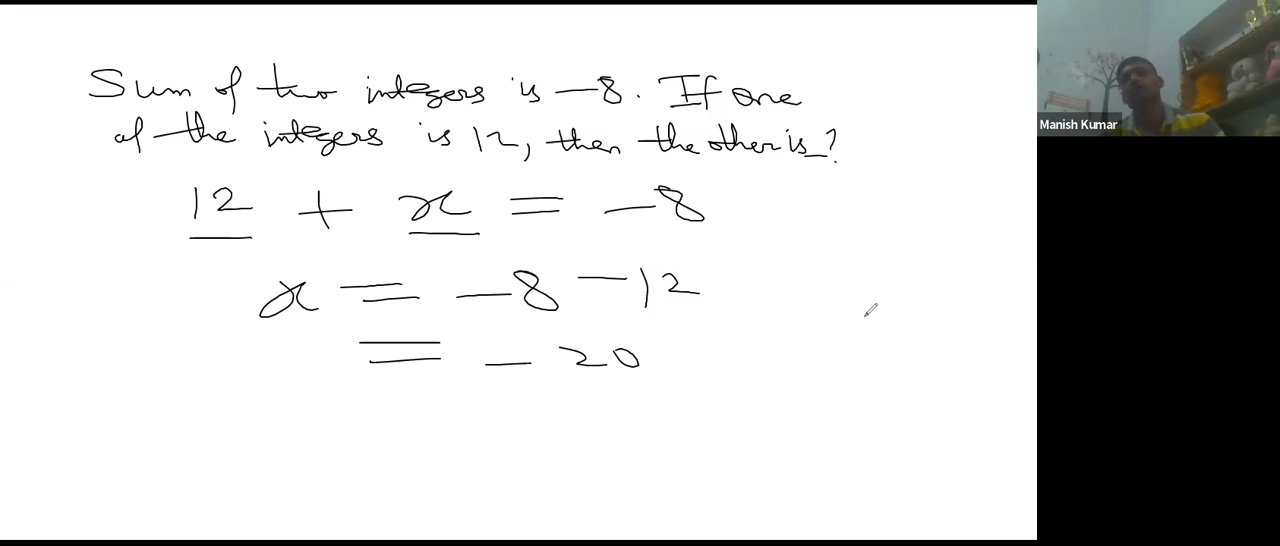 Sum of two integers is -8. If one
of the integers is 12, then the other is_?
12 + x = -8
x = -8 -12
= -20
Manish Kumar